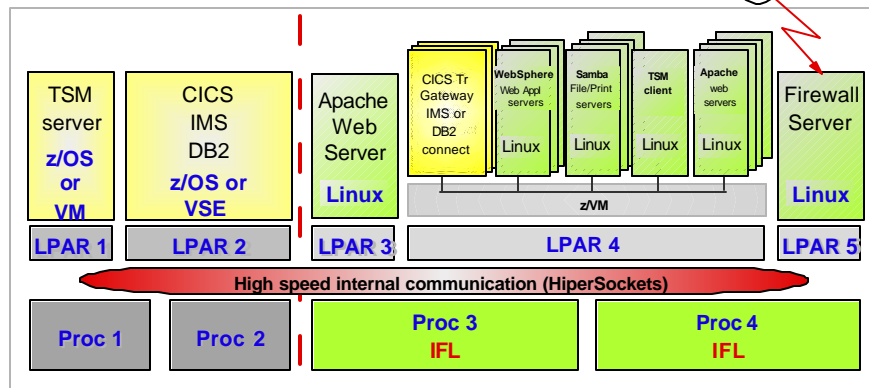 TSM
server
z/OS
or
VM
CICS
IMS
DB2
z/OS or
VSE
Apache
Web
Server
Linux
CICS Tr
Gateway
IMS or
DB2
connect
WebSphere
Web Appl
servers
Linux
Samba
File/Print
servers
Linux
TSM
client
Linux
Apache
web
servers
Linux
z/VM
Firewall
Server
Linux
LPAR 1
LPAR 2
LPAR 3
LPAR 4
LPAR 5
High speed internal communication (HiperSockets)
Proc 1
Proc 2
Proc 3
IFL
Proc 4
IFL